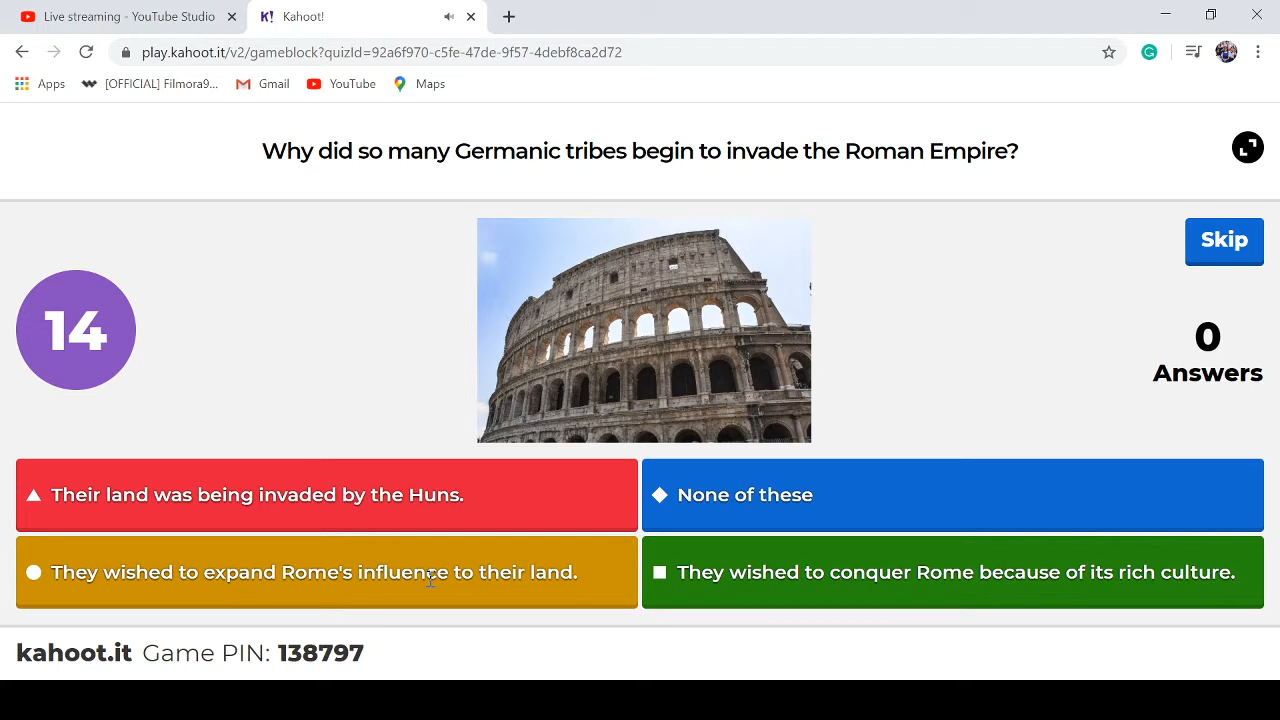 Live streaming - YouTube Studio
K! Kahoot!
play.kahoot.it/v2/gameblock?quizId=92a6f970-c5fe-47de-9f57-4debf8ca2d72
Apps [OFFICIAL] Filmora9... Gmail YouTube Maps
Why did so many Germanic tribes begin to invade the Roman Empire?
Skip
14
0
Answers
Their land was being invaded by the Huns.
None of these
They wished to expand Rome's influence to their land.
They wished to conquer Rome because of its rich culture.
kahoot.it Game PIN: 138797